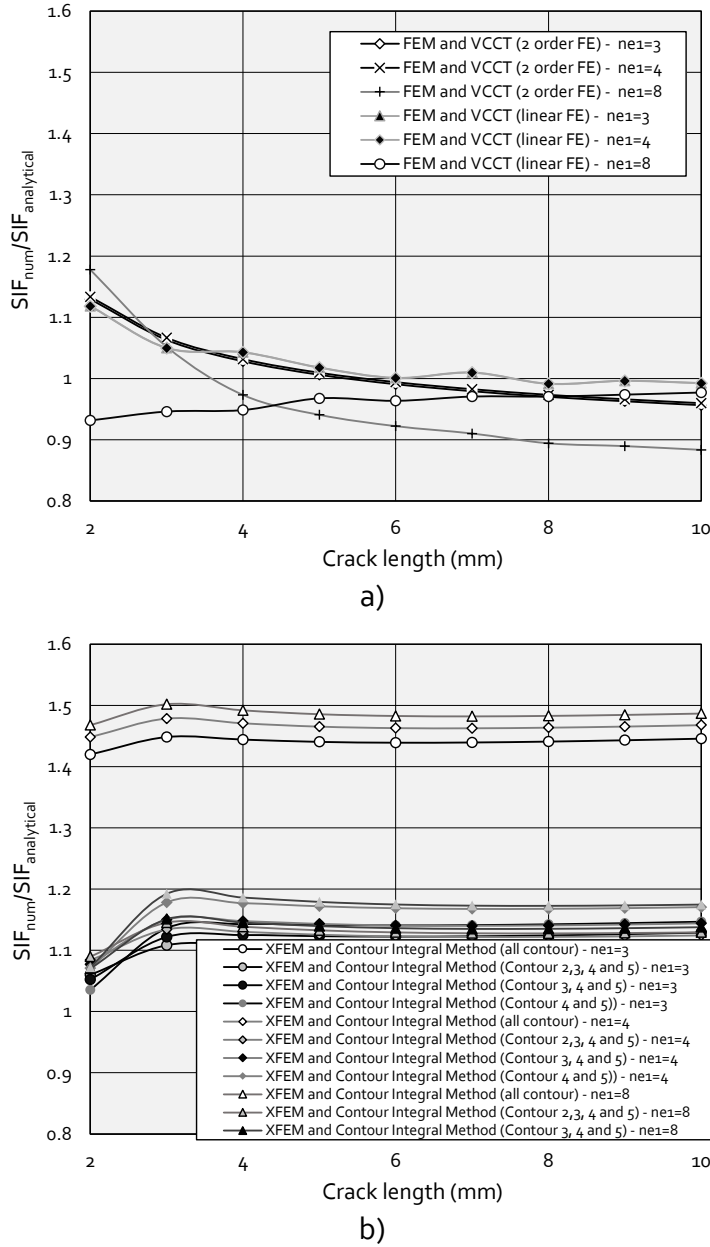 1.6
1.5
1.4
1.3
1.2
1.1
1
0.9
0.8
SIFnum/SIFanalytical
FEM and VCCT (2 order FE) - ne1=3
FEM and VCCT (2 order FE) - ne1=4
FEM and VCCT (2 order FE) - ne1=8
FEM and VCCT (linear FE) - ne1=3
FEM and VCCT (linear FE) - ne1=4
FEM and VCCT (linear FE) - ne1=8
2 4 6 8 10
Crack length (mm)
a)
1.6
1.5
1.4
1.3
1.2
1.1
1
0.9
0.8
SIFnum/SIFanalytical
XFEM and Contour Integral Method (all contour) - ne1=3
XFEM and Contour Integral Method (Contour 2,3, 4 and 5) - ne1=3
XFEM and Contour Integral Method (Contour 3, 4 and 5) - ne1=3
XFEM and Contour Integral Method (Contour 4 and 5)) - ne1=3
XFEM and Contour Integral Method (all contour) - ne1=4
XFEM and Contour Integral Method (Contour 2,3, 4 and 5) - ne1=4
XFEM and Contour Integral Method (Contour 3, 4 and 5) - ne1=4
XFEM and Contour Integral Method (Contour 4 and 5)) - ne1=4
XFEM and Contour Integral Method (all contour) - ne1=8
XFEM and Contour Integral Method (Contour 2,3, 4 and 5) - ne1=8
XFEM and Contour Integral Method (Contour 3, 4 and 5) - ne1=8
2 4 6 8 10
Crack length (mm)
b)